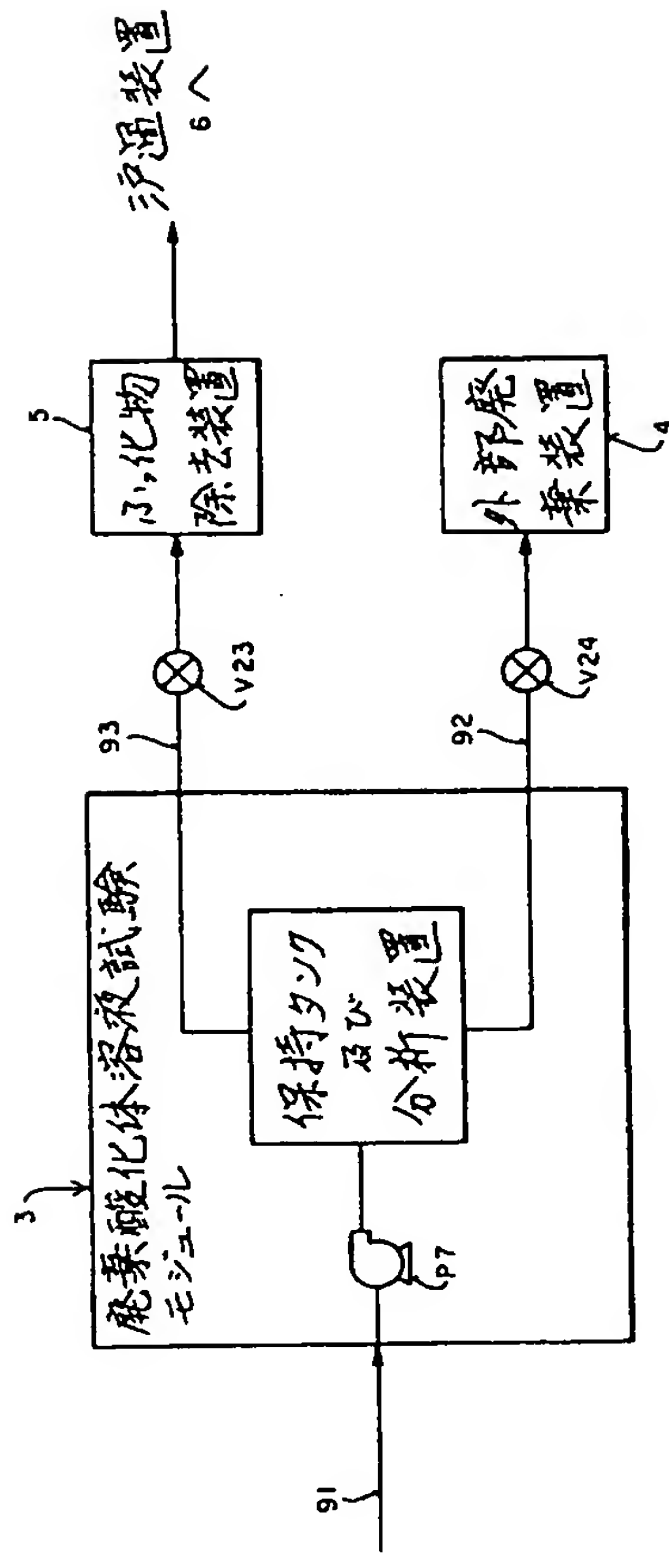 3
廃棄酸化体溶液試験
モジュール
91
P7
保持タンク
及び
分析装置
93
V23
5
ふっ化物
除去装置
沪過装置
6へ
92
V24
外部廃
棄装置
4